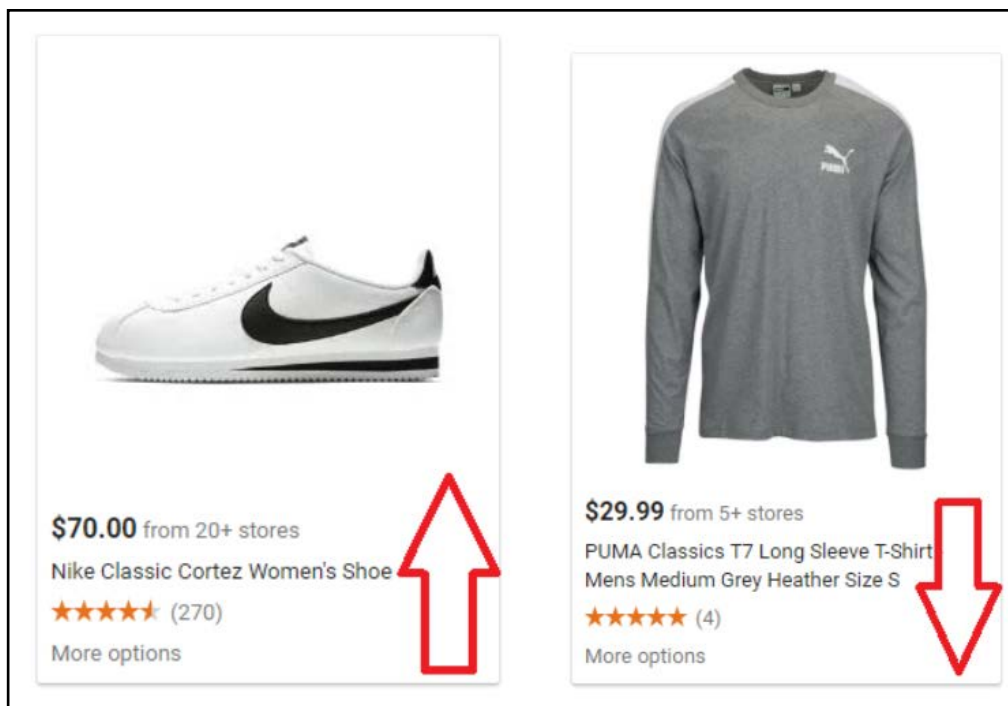 $70.00 from 20+ stores
Nike Classic Cortez Women's Shoe
(270)
More options
PUMA
$29.99 from 5+ stores
PUMA Classics T7 Long Sleeve T-Shirt
Mens Medium Grey Heather Size S
(4)
More options